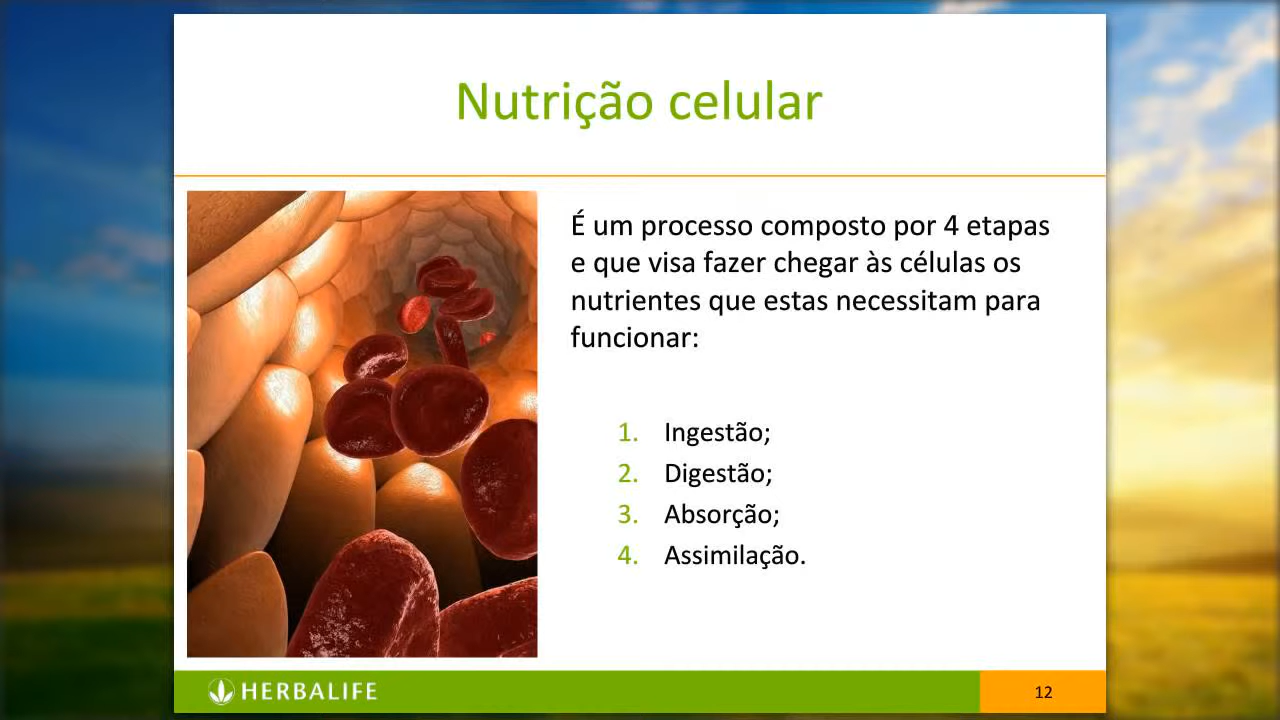 Nutrição celular
É um processo composto por 4 etapas
e que visa fazer chegar às células os
nutrientes que estas necessitam para
funcionar:
1. Ingestão;
2. Digestão;
3. Absorção;
4. Assimilação.
HERBALIFE
12